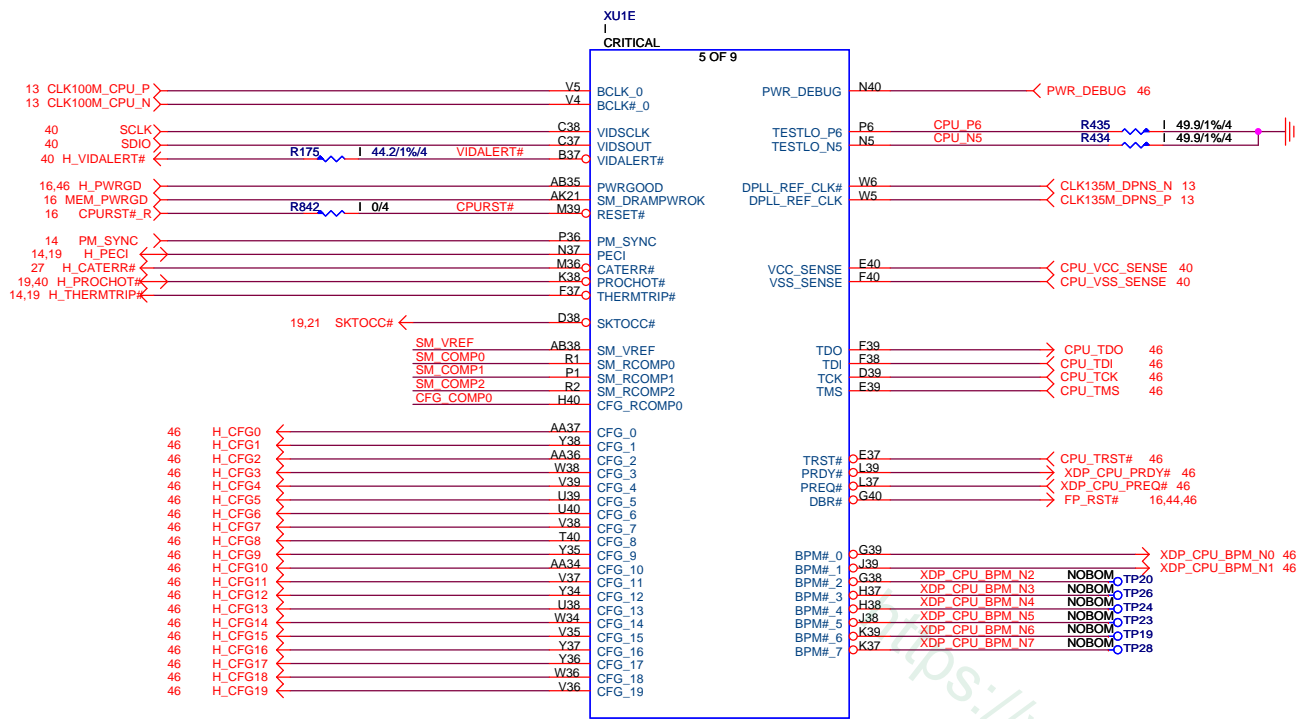 XU1E
I
CRITICAL
5 OF 9
13 CLK100M_CPU_P V5 BCLK_0 PWR_DEBUG N40 PWR_DEBUG 46
13 CLK100M_CPU_N V4 BCLK#_0
40 SCLK C38 VIDSCLK TESTLO_P6 P6 CPU_P6 R435 I 49.9/1%/4
40 SDIO C37 VIDSOUT TESTLO_N5 N5 CPU_N5 R434 I 49.9/1%/4
40 H_VIDALERT# R175 I 44.2/1%/4 VIDALERT# B37 VIDALERT#
16,46 H_PWRGD AB35 PWRGOOD DPLL_REF_CLK# W6 CLK135M_DPNS_N 13
16 MEM_PWRGD AK21 SM_DRAMPWROK DPLL_REF_CLK W5 CLK135M_DPNS_P 13
16 CPURST#_R R842 I 0/4 CPURST# M39 RESET#
14 PM_SYNC P36 PM_SYNC
14,19 H_PECI N37 PECI
27 H_CATERR# M36 CATERR# VCC_SENSE E40 CPU_VCC_SENSE 40
19,40 H_PROCHOT# K38 PROCHOT# VSS_SENSE F40 CPU_VSS_SENSE 40
14,19 H_THERMTRIP# F37 THERMTRIP#
19,21 SKTOCC# D38 SKTOCC#
SM_VREF AB38 SM_VREF TDO F39 CPU_TDO 46
SM_COMP0 R1 SM_RCOMP0 TDI F38 CPU_TDI 46
SM_COMP1 P1 SM_RCOMP1 TCK D39 CPU_TCK 46
SM_COMP2 R2 SM_RCOMP2 TMS E39 CPU_TMS 46
CFG_COMP0 H40 CFG_RCOMP0
46 H_CFG0 AA37 CFG_0
46 H_CFG1 Y38 CFG_1
46 H_CFG2 AA36 CFG_2 TRST# E37 CPU_TRST# 46
46 H_CFG3 W38 CFG_3 PRDY# L39 XDP_CPU_PRDY# 46
46 H_CFG4 V39 CFG_4 PREQ# L37 XDP_CPU_PREQ# 46
46 H_CFG5 U39 CFG_5 DBR# G40 FP_RST# 16,44,46
46 H_CFG6 U40 CFG_6
46 H_CFG7 V38 CFG_7
46 H_CFG8 T40 CFG_8
46 H_CFG9 Y35 CFG_9 BPM#_0 G39 XDP_CPU_BPM_N0 46
46 H_CFG10 AA34 CFG_10 BPM#_1 J39 XDP_CPU_BPM_N1 46
46 H_CFG11 V37 CFG_11 BPM#_2 G38 XDP_CPU_BPM_N2 NOBOM TP20
46 H_CFG12 Y34 CFG_12 BPM#_3 H37 XDP_CPU_BPM_N3 NOBOM TP26
46 H_CFG13 U38 CFG_13 BPM#_4 H38 XDP_CPU_BPM_N4 NOBOM TP24
46 H_CFG14 W34 CFG_14 BPM#_5 J38 XDP_CPU_BPM_N5 NOBOM TP23
46 H_CFG15 V35 CFG_15 BPM#_6 K39 XDP_CPU_BPM_N6 NOBOM TP19
46 H_CFG16 Y37 CFG_16 BPM#_7 K37 XDP_CPU_BPM_N7 NOBOM TP28
46 H_CFG17 Y36 CFG_17
46 H_CFG18 W36 CFG_18
46 H_CFG19 V36 CFG_19
https://